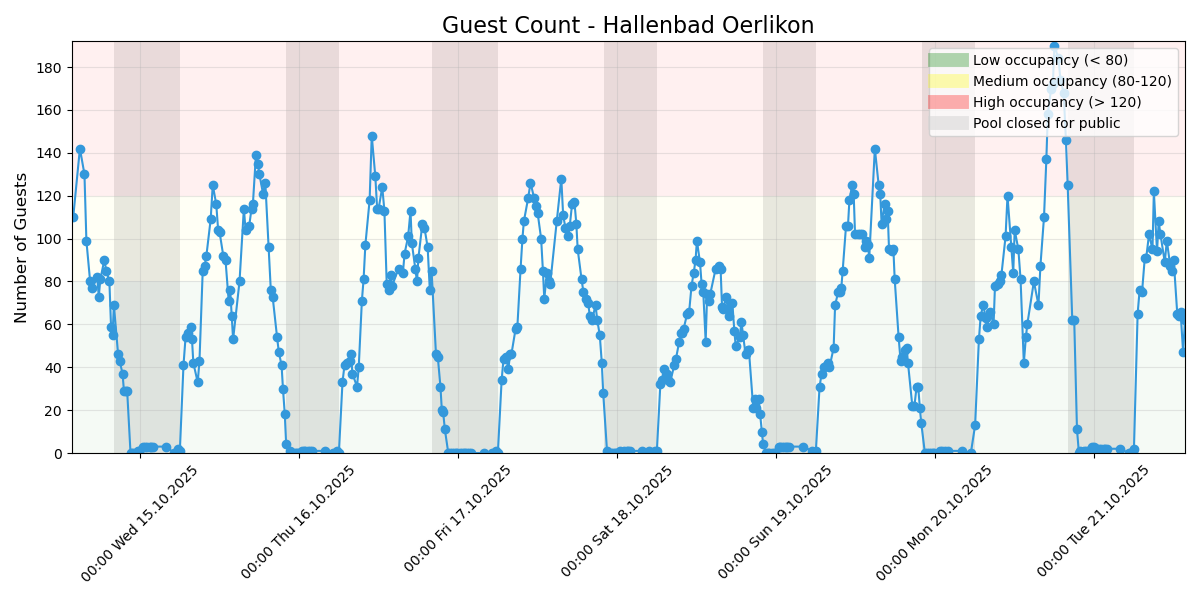 Guest Count - Hallenbad Oerlikon
Low occupancy (< 80)
Medium occupancy (80-120)
High occupancy (> 120)
Pool closed for public
Number of Guests
180
160
140
120
100
80
60
40
20
0
00:00 Wed 15.10.2025
00:00 Thu 16.10.2025
00:00 Fri 17.10.2025
00:00 Sat 18.10.2025
00:00 Sun 19.10.2025
00:00 Mon 20.10.2025
00:00 Tue 21.10.2025